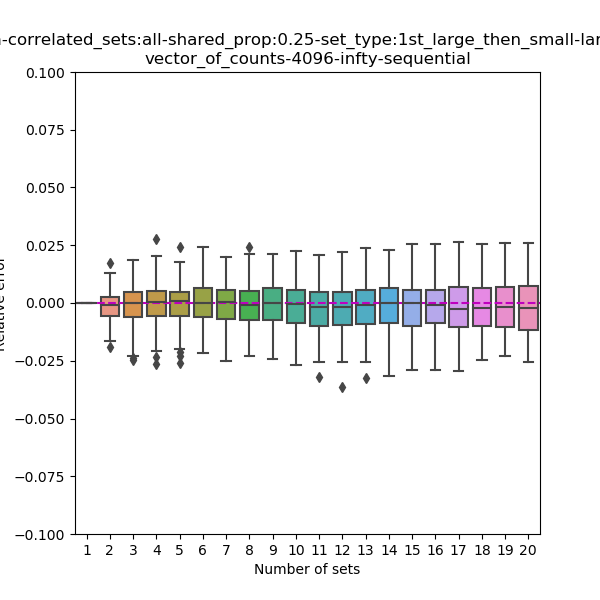 -correlated_sets:all-shared_prop:0.25-set_type:1st_large_then_small-lar
vector_of_counts-4096-infty-sequential
0.100
0.075
0.050
0.025
0.000
−0.025
−0.050
−0.075
−0.100
Relative error
1 2 3 4 5 6 7 8 9 10 11 12 13 14 15 16 17 18 19 20
Number of sets